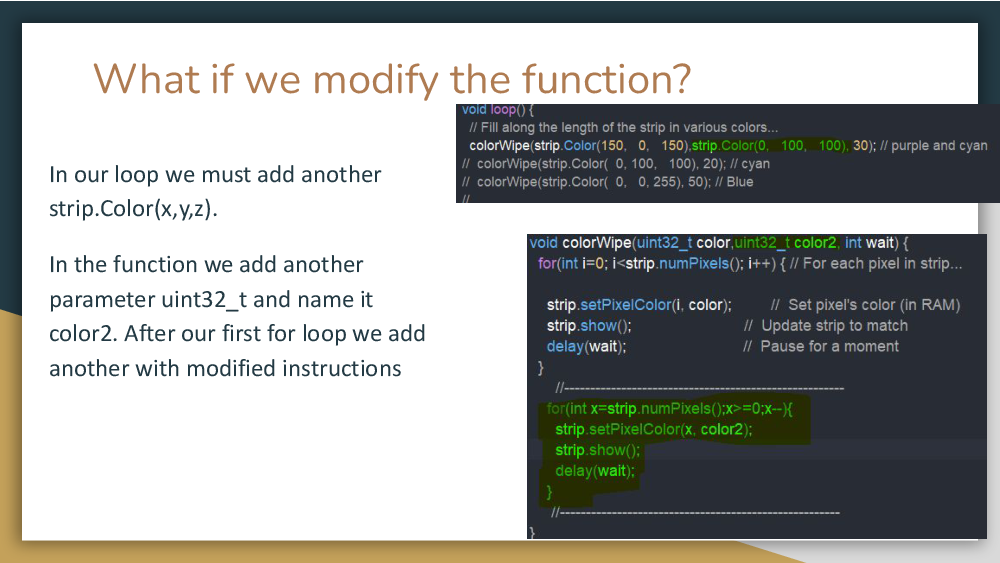 What if we modify the function?
In our loop we must add another
strip.Color(x,y,z).
In the function we add another
parameter uint32_t and name it
color2. After our first for loop we add
another with modified instructions
void loop() {
// Fill along the length of the strip in various colors...
colorWipe(strip.Color(150, 0, 150),strip.Color(0, 100, 100), 30); // purple and cyan
// colorWipe(strip.Color( 0, 100, 100), 20); // cyan
// colorWipe(strip.Color( 0, 0, 255), 50); // Blue
//
void colorWipe(uint32_t color,uint32_t color2, int wait) {
for(int i=0; i<strip.numPixels(); i++) { // For each pixel in strip...
strip.setPixelColor(i, color); // Set pixel's color (in RAM)
strip.show(); // Update strip to match
delay(wait); // Pause for a moment
}
//------------------------------------------------------
for(int x=strip.numPixels();x>=0;x--){
strip.setPixelColor(x, color2);
strip.show();
delay(wait);
}
//------------------------------------------------------
}